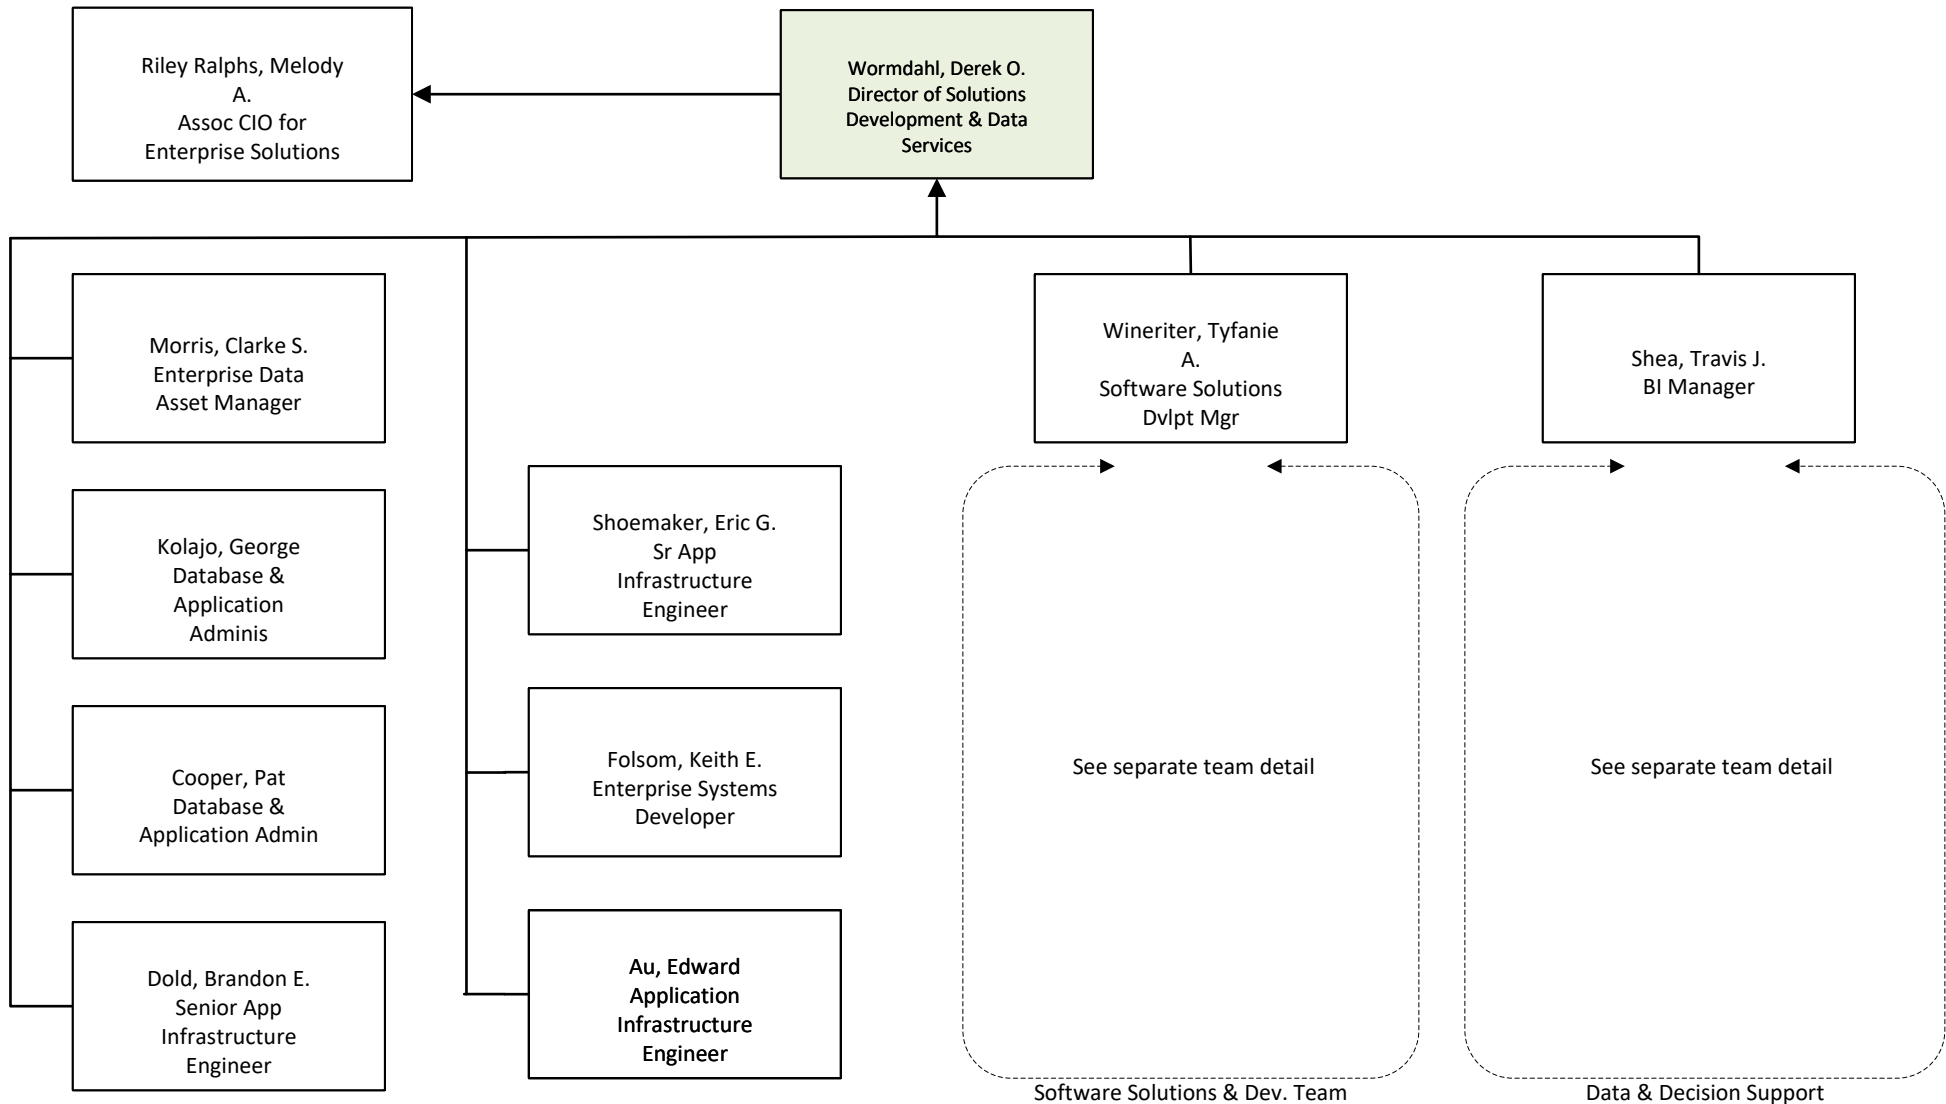 Riley Ralphs, Melody
A.
Assoc CIO for
Enterprise Solutions
Wormdahl, Derek O.
Director of Solutions
Development & Data
Services
Morris, Clarke S.
Enterprise Data
Asset Manager
Kolajo, George
Database &
Application
Adminis
Cooper, Pat
Database &
Application Admin
Dold, Brandon E.
Senior App
Infrastructure
Engineer
Shoemaker, Eric G.
Sr App
Infrastructure
Engineer
Folsom, Keith E.
Enterprise Systems
Developer
Au, Edward
Application
Infrastructure
Engineer
Wineriter, Tyfanie
A.
Software Solutions
Dvlpt Mgr
See separate team detail
Software Solutions & Dev. Team
Shea, Travis J.
BI Manager
See separate team detail
Data & Decision Support